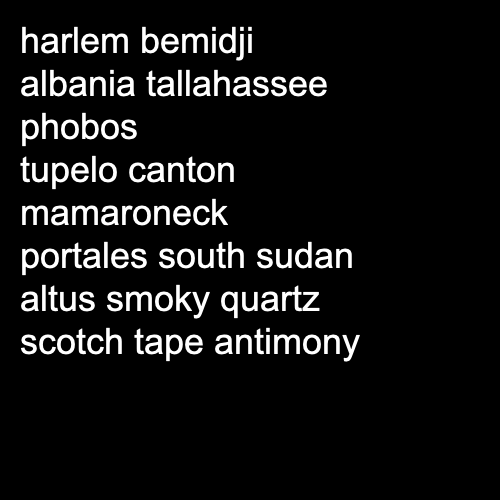 harlem bemidji
albania tallahassee
phobos
tupelo canton
mamaroneck
portales south sudan
altus smoky quartz
scotch tape antimony